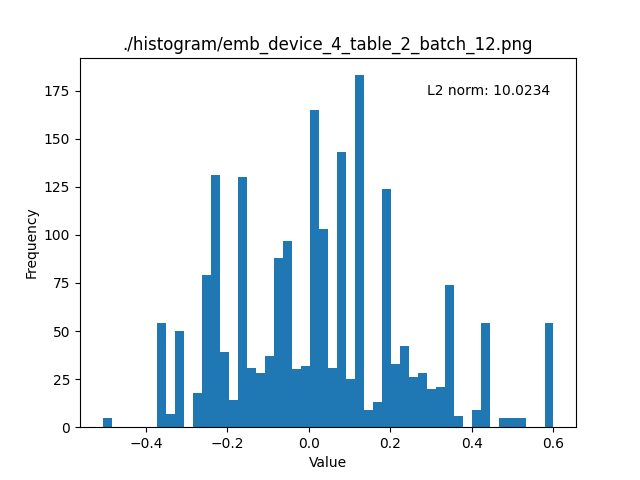 ./histogram/emb_device_4_table_2_batch_12.png
L2 norm: 10.0234
175
150
125
100
75
50
25
0
Frequency
−0.4 −0.2 0.0 0.2 0.4 0.6
Value